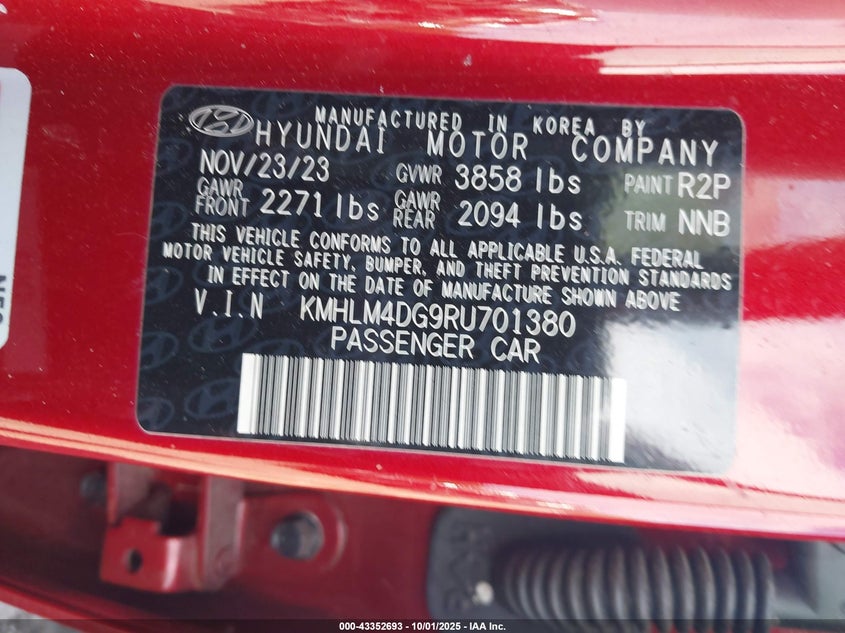 MANUFACTURED IN KOREA BY
HYUNDAI MOTOR COMPANY
NOV/23/23 GVWR 3858 lbs PAINT R2P
GAWR FRONT 2271 lbs GAWR REAR 2094 lbs TRIM NNB
THIS VEHICLE CONFORMS TO ALL APPLICABLE U.S.A. FEDERAL
MOTOR VEHICLE SAFETY, BUMPER, AND THEFT PREVENTION STANDARDS
IN EFFECT ON THE DATE OF MANUFACTURE SHOWN ABOVE
V.I.N KMHLM4DG9RU701380
PASSENGER CAR
000-43352693 - 10/01/2025 - IAA Inc.